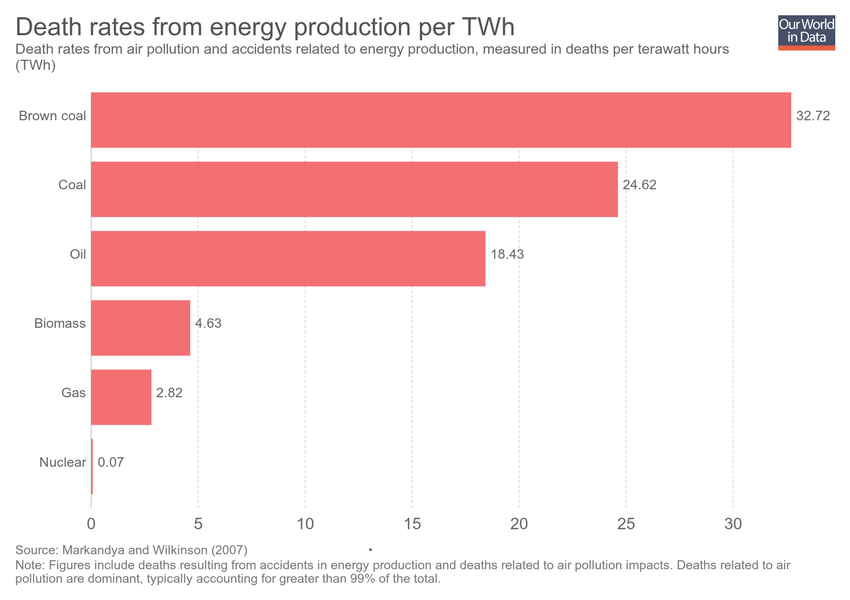 Death rates from energy production per TWh
Our World
in Data
Death rates from air pollution and accidents related to energy production, measured in deaths per terawatt hours
(TWh)
Brown coal
32.72
Coal
24.62
Oil
18.43
Biomass
4.63
Gas
2.82
Nuclear
0.07
0 5 10 15 20 25 30
Source: Markandya and Wilkinson (2007) •
Note: Figures include deaths resulting from accidents in energy production and deaths related to air pollution impacts. Deaths related to air
pollution are dominant, typically accounting for greater than 99% of the total.